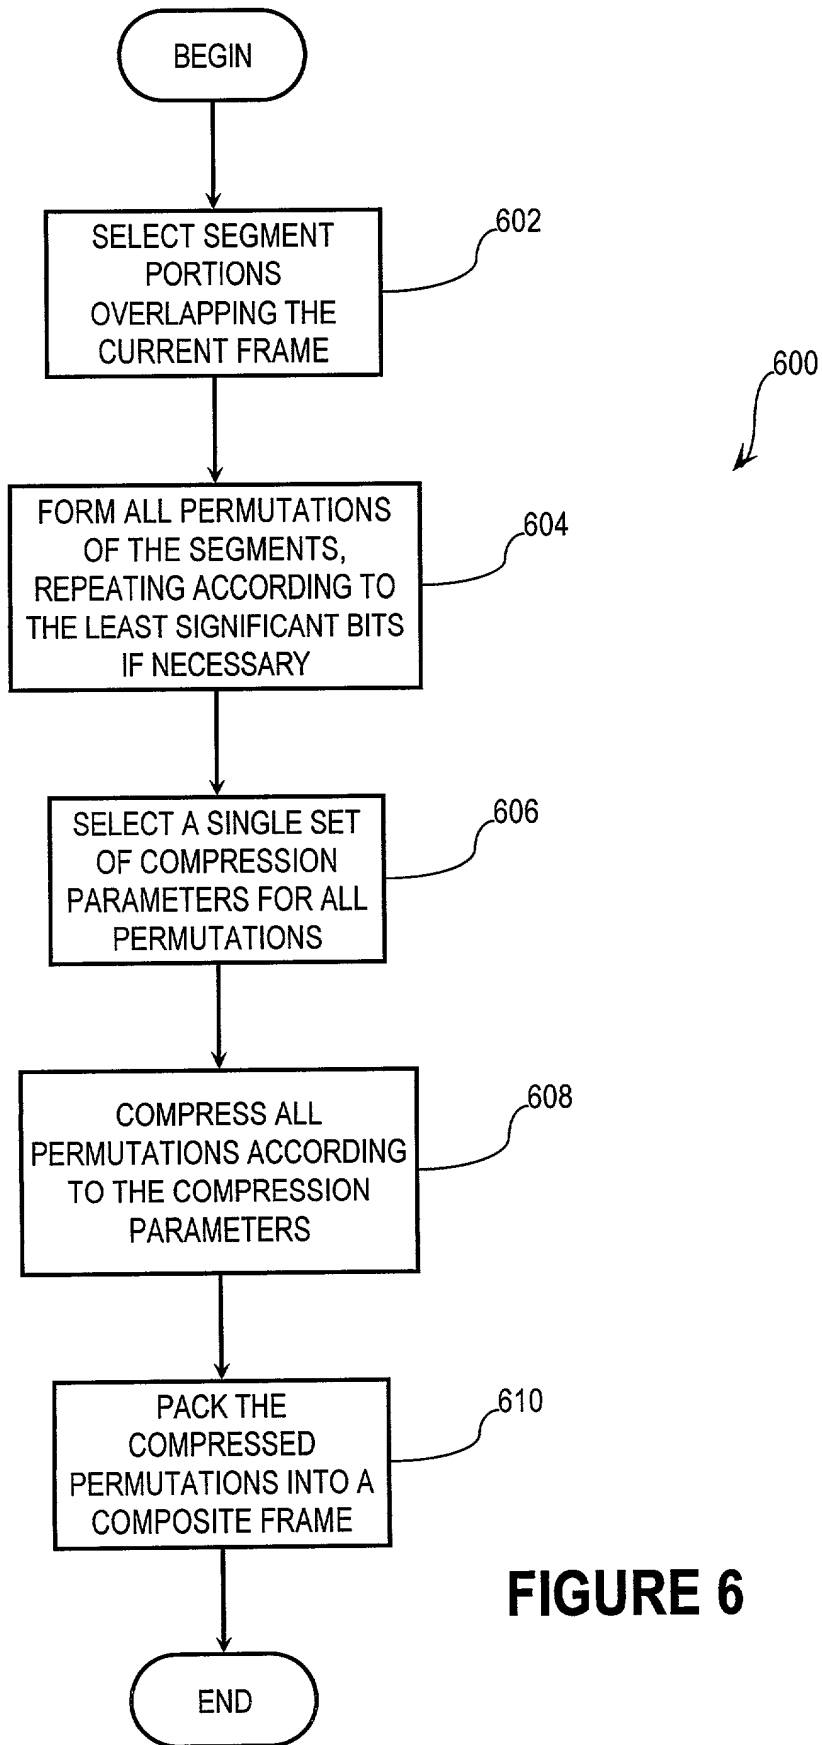 BEGIN
SELECT SEGMENT
PORTIONS
OVERLAPPING THE
CURRENT FRAME
602
600
FORM ALL PERMUTATIONS
OF THE SEGMENTS,
REPEATING ACCORDING TO
THE LEAST SIGNIFICANT BITS
IF NECESSARY
604
SELECT A SINGLE SET
OF COMPRESSION
PARAMETERS FOR ALL
PERMUTATIONS
606
COMPRESS ALL
PERMUTATIONS ACCORDING
TO THE COMPRESSION
PARAMETERS
608
PACK THE
COMPRESSED
PERMUTATIONS INTO A
COMPOSITE FRAME
610
FIGURE 6
END